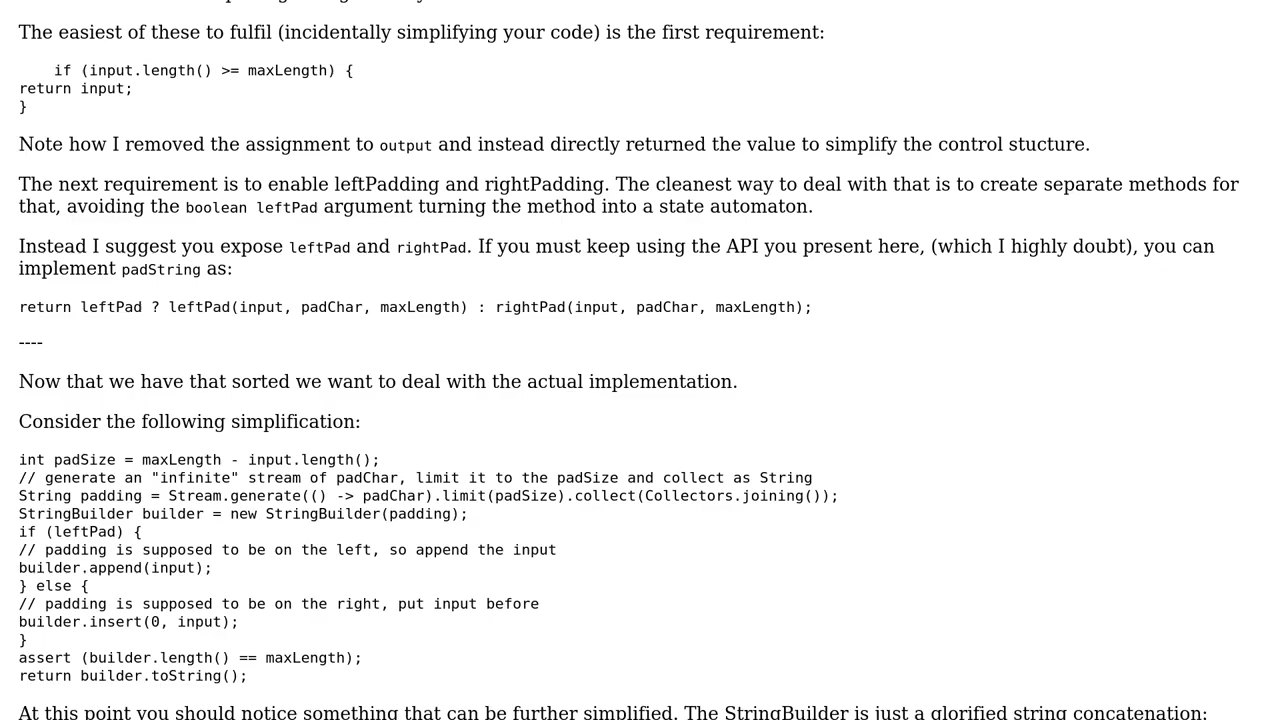 The easiest of these to fulfil (incidentally simplifying your code) is the first requirement:
    if (input.length() >= maxLength) {
return input;
}
Note how I removed the assignment to output and instead directly returned the value to simplify the control stucture.
The next requirement is to enable leftPadding and rightPadding. The cleanest way to deal with that is to create separate methods for
that, avoiding the boolean leftPad argument turning the method into a state automaton.
Instead I suggest you expose leftPad and rightPad. If you must keep using the API you present here, (which I highly doubt), you can
implement padString as:
return leftPad ? leftPad(input, padChar, maxLength) : rightPad(input, padChar, maxLength);
----
Now that we have that sorted we want to deal with the actual implementation.
Consider the following simplification:
int padSize = maxLength - input.length();
// generate an "infinite" stream of padChar, limit it to the padSize and collect as String
String padding = Stream.generate(() -> padChar).limit(padSize).collect(Collectors.joining());
StringBuilder builder = new StringBuilder(padding);
if (leftPad) {
// padding is supposed to be on the left, so append the input
builder.append(input);
} else {
// padding is supposed to be on the right, put input before
builder.insert(0, input);
}
assert (builder.length() == maxLength);
return builder.toString();
At this point you should notice something that can be further simplified. The StringBuilder is just a glorified string concatenation: